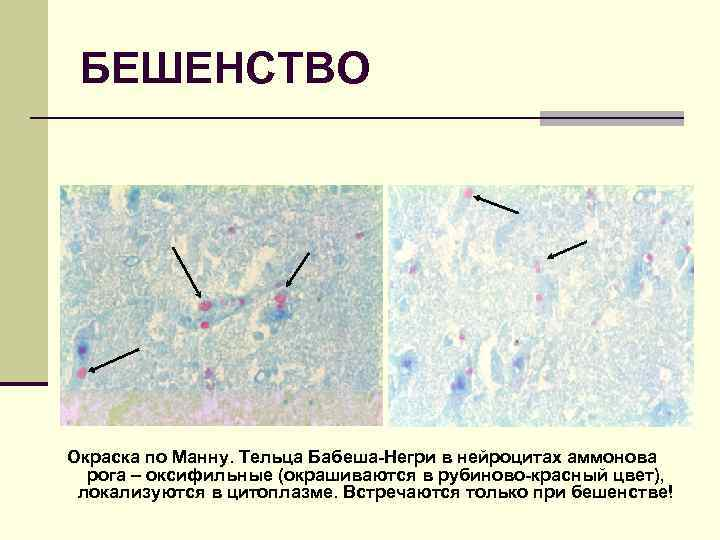 БЕШЕНСТВО
Окраска по Манну. Тельца Бабеша-Негри в нейроцитах аммонова
рога – оксифильные (окрашиваются в рубиново-красный цвет),
локализуются в цитоплазме. Встречаются только при бешенстве!